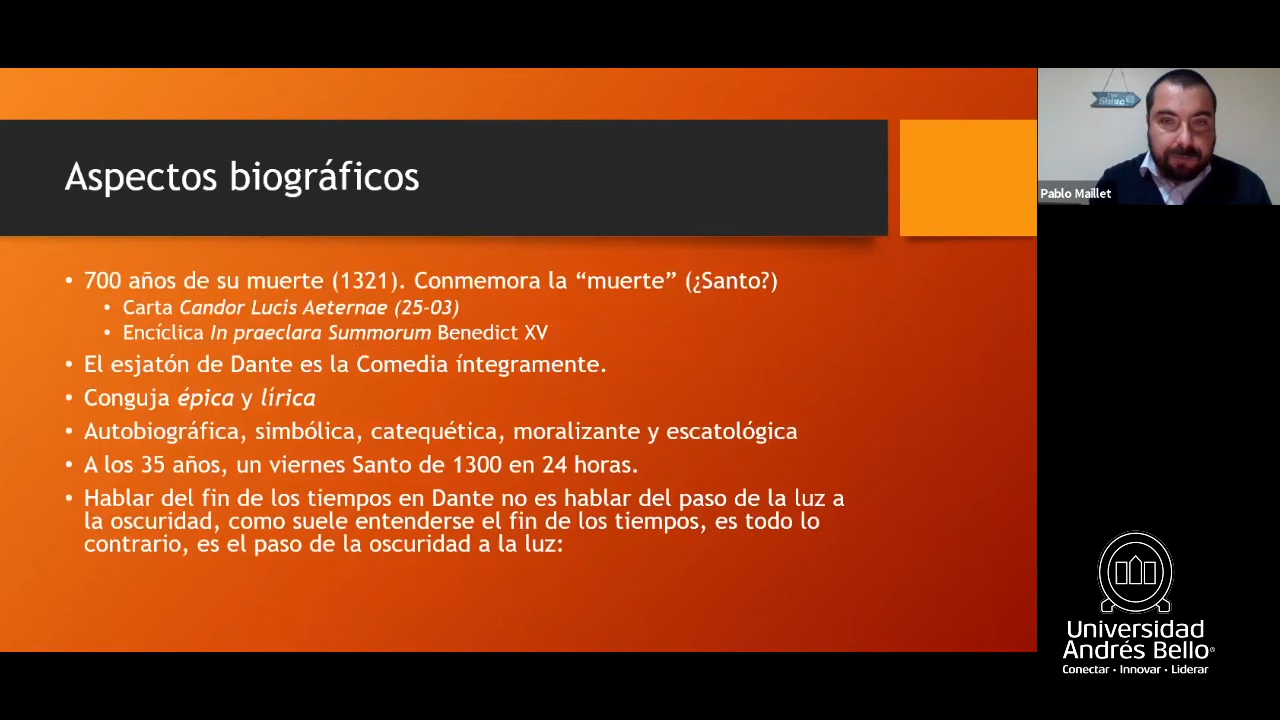 Aspectos biográficos
• 700 años de su muerte (1321). Conmemora la “muerte” (¿Santo?)
• Carta Candor Lucis Aeternae (25-03)
• Encíclica In praeclara Summorum Benedict XV
• El esjatón de Dante es la Comedia íntegramente.
• Conguja épica y lírica
• Autobiográfica, simbólica, catequética, moralizante y escatológica
• A los 35 años, un viernes Santo de 1300 en 24 horas.
• Hablar del fin de los tiempos en Dante no es hablar del paso de la luz a
la oscuridad, como suele entenderse el fin de los tiempos, es todo lo
contrario, es el paso de la oscuridad a la luz:
The
Shire
Pablo Maillet
Universidad
Andrés Bello®
Conectar • Innovar • Liderar